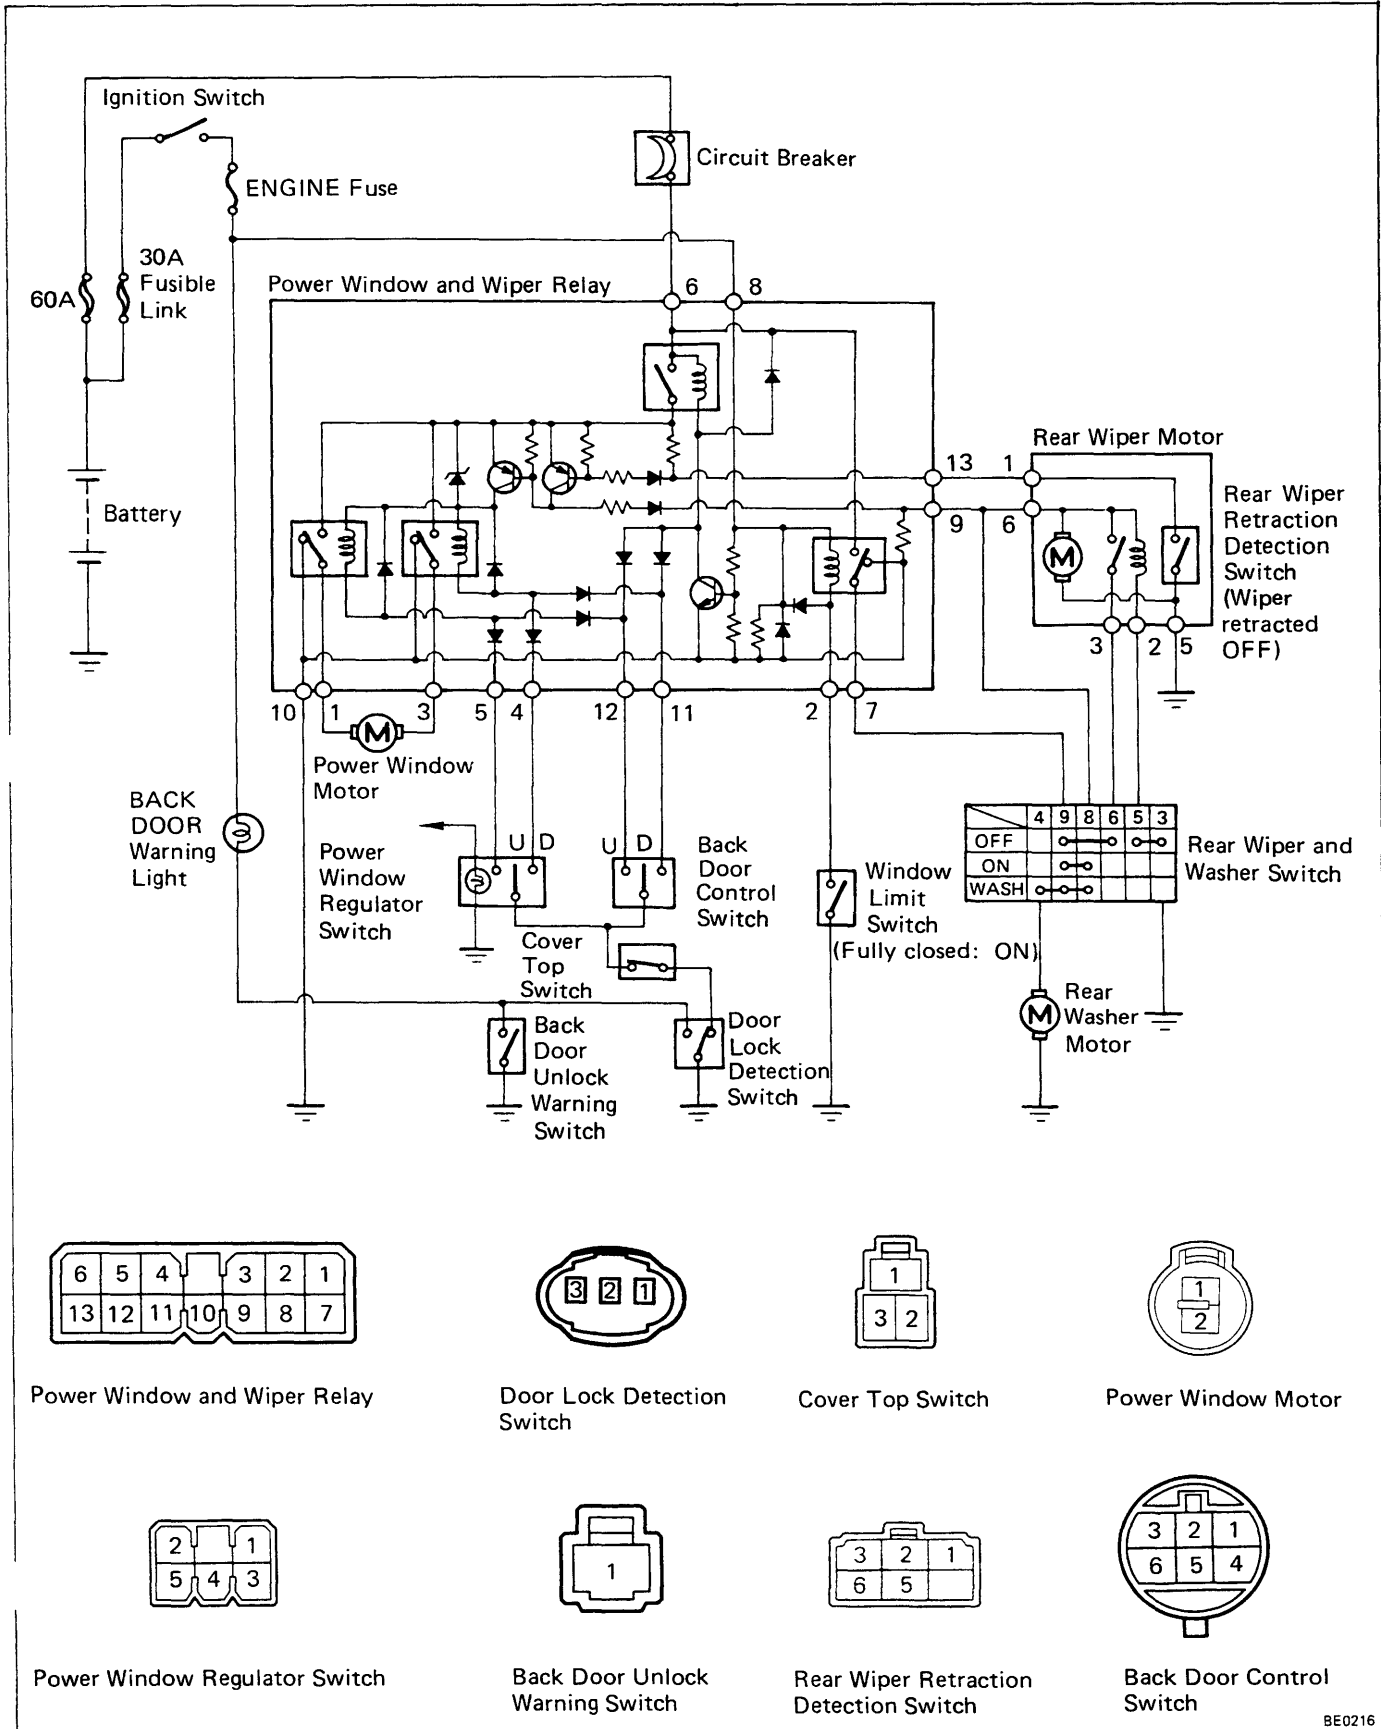 Ignition Switch
Circuit Breaker
ENGINE Fuse
30A
Fusible
Link
60A
Power Window and Wiper Relay
6
8
Battery
13
1
9
6
Rear Wiper Motor
Rear Wiper
Retraction
Detection
Switch
(Wiper
retracted
OFF)
M
3
2
5
10
1
3
5
4
12
11
2
7
M
Power Window
Motor
BACK
DOOR
Warning
Light
Power
Window
Regulator
Switch
U D
U D
Back
Door
Control
Switch
Window
Limit
Switch
(Fully closed: ON)
4 9 8 6 5 3
OFF
ON
WASH
Rear Wiper and
Washer Switch
Cover
Top
Switch
Back
Door
Unlock
Warning
Switch
Door
Lock
Detection
Switch
M
Rear
Washer
Motor
6 5 4 3 2 1
13 12 11 10 9 8 7
Power Window and Wiper Relay
3 2 1
Door Lock Detection
Switch
1
3 2
Cover Top Switch
1
2
Power Window Motor
2 1
5 4 3
Power Window Regulator Switch
1
Back Door Unlock
Warning Switch
3 2 1
6 5
Rear Wiper Retraction
Detection Switch
3 2 1
6 5 4
Back Door Control
Switch
BE0216